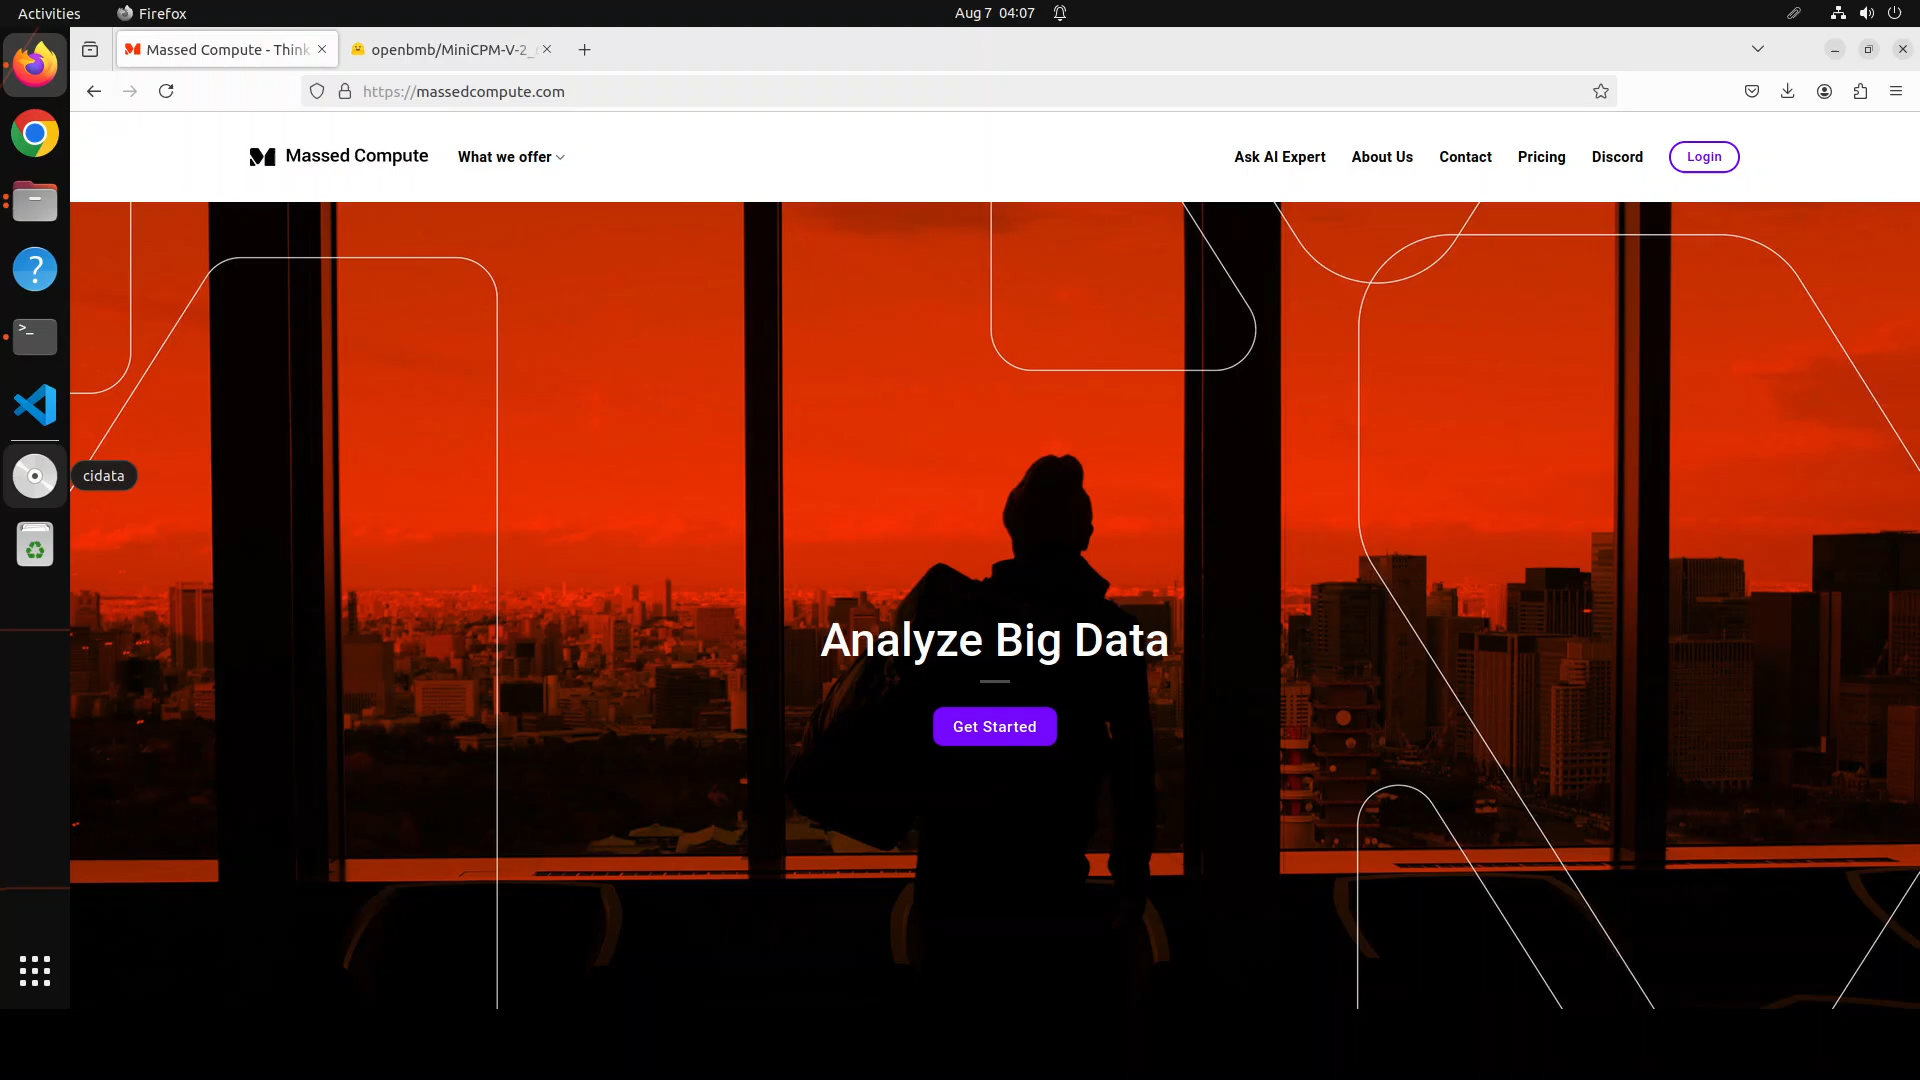 Activities
Firefox
Aug 7 04:07
Massed Compute - Think
openbmb/MiniCPM-V-2_
https://massedcompute.com
Massed Compute
What we offer
Ask AI Expert
About Us
Contact
Pricing
Discord
Login
cidata
Analyze Big Data
Get Started